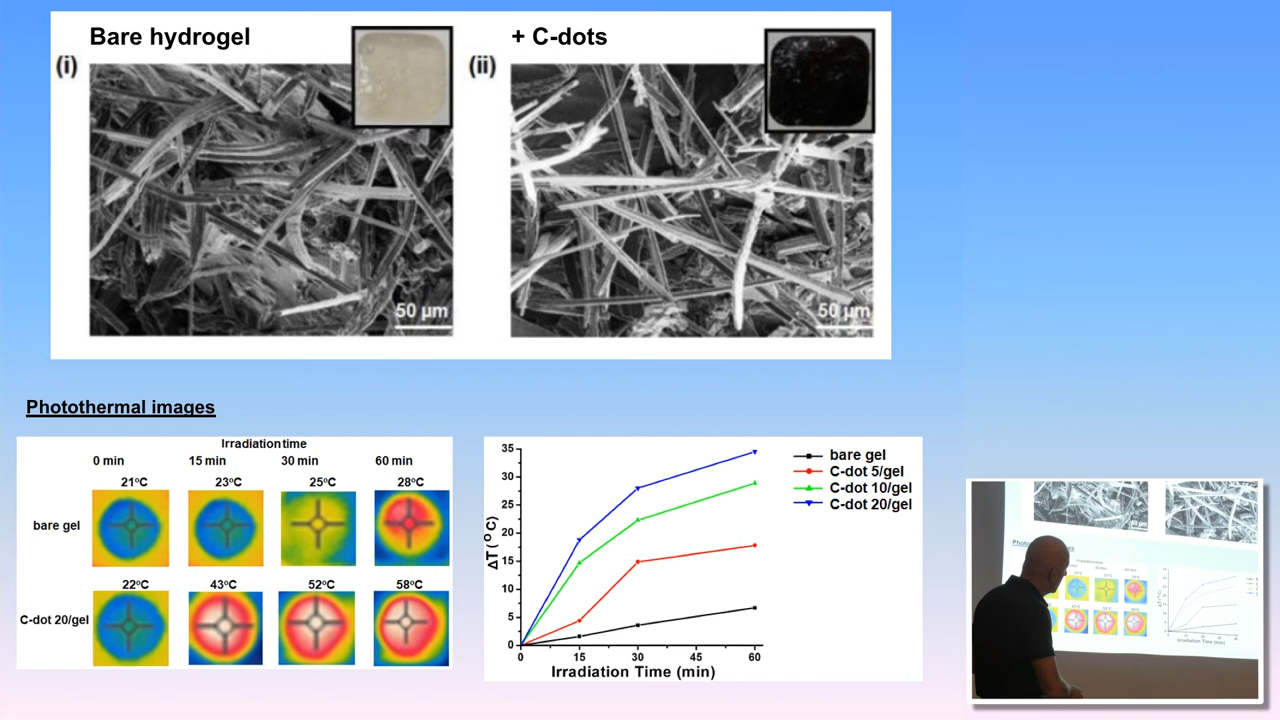 Bare hydrogel
+ C-dots
(i)
(ii)
50 µm
50 µm
Photothermal images
Irradiation time
0 min 15 min 30 min 60 min
21°C 23°C 25°C 28°C
bare gel
22°C 43°C 52°C 58°C
C-dot 20/gel
ΔT (°C)
35
30
25
20
15
10
5
0
0 15 30 45 60
Irradiation Time (min)
bare gel
C-dot 5/gel
C-dot 10/gel
C-dot 20/gel